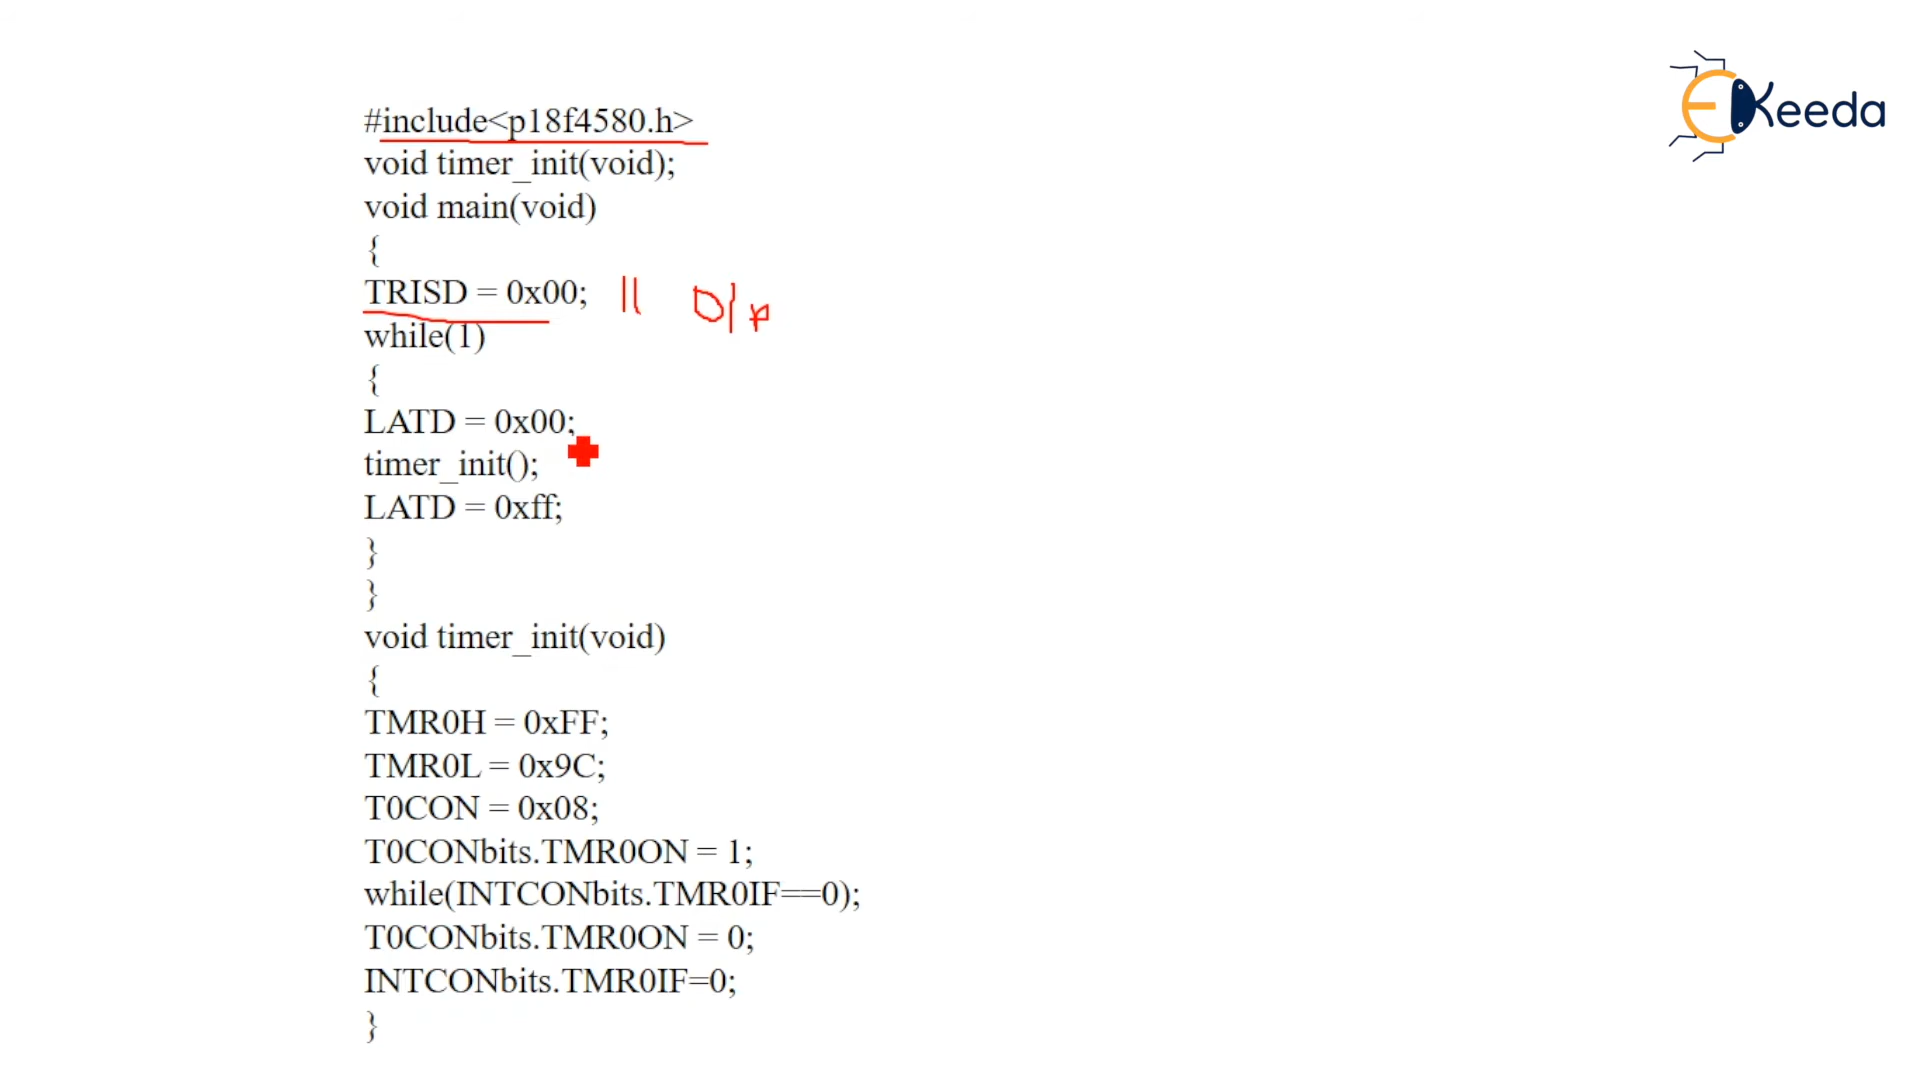 EKeeda
#include<p18f4580.h>
void timer_init(void);
void main(void)
{
TRISD = 0x00; || O/P
while(1)
{
LATD = 0x00;
timer_init();
LATD = 0xff;
}
}
void timer_init(void)
{
TMR0H = 0xFF;
TMR0L = 0x9C;
T0CON = 0x08;
T0CONbits.TMR0ON = 1;
while(INTCONbits.TMR0IF==0);
T0CONbits.TMR0ON = 0;
INTCONbits.TMR0IF=0;
}